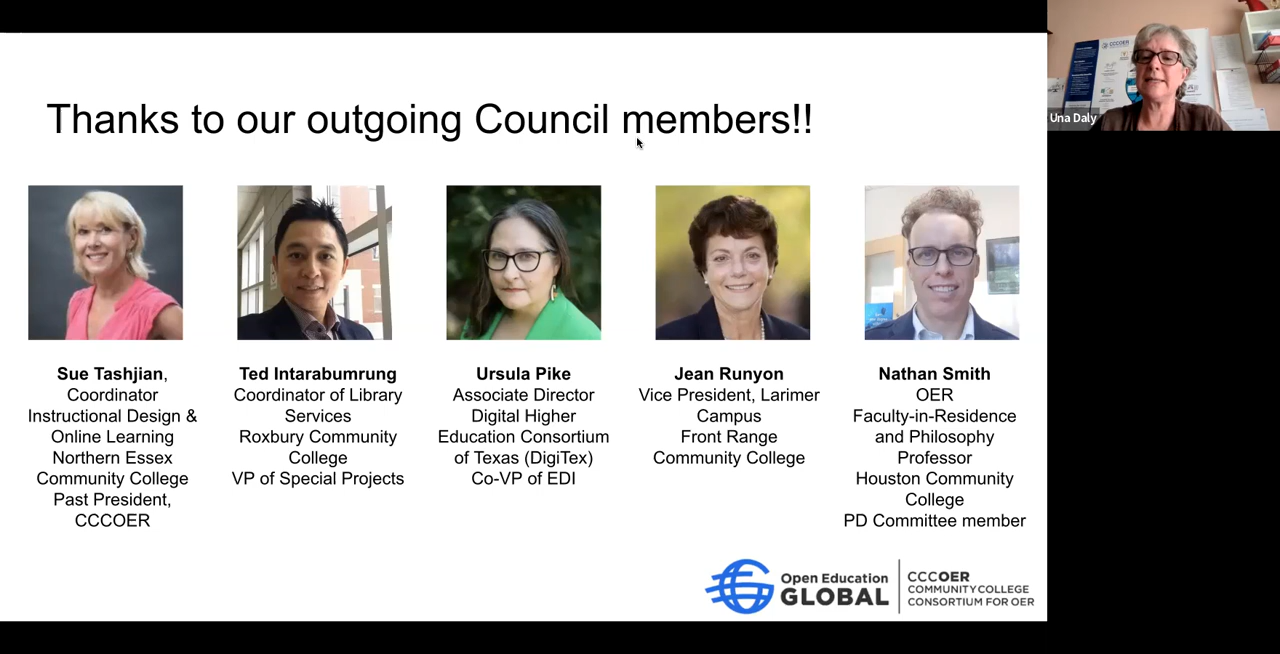 Thanks to our outgoing Council members!!
Una Daly
Sue Tashjian,
Coordinator
Instructional Design &
Online Learning
Northern Essex
Community College
Past President,
CCCOER
Ted Intarabumrung
Coordinator of Library
Services
Roxbury Community
College
VP of Special Projects
Ursula Pike
Associate Director
Digital Higher
Education Consortium
of Texas (DigiTex)
Co-VP of EDI
Jean Runyon
Vice President, Larimer
Campus
Front Range
Community College
Nathan Smith
OER
Faculty-in-Residence
and Philosophy
Professor
Houston Community
College
PD Committee member
Open Education
GLOBAL
CCCOER
COMMUNITY COLLEGE
CONSORTIUM FOR OER
CCCOER